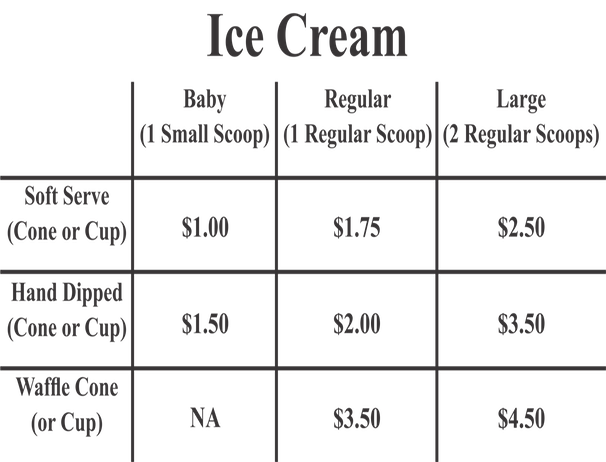 Ice Cream
Baby
(1 Small Scoop)
Regular
(1 Regular Scoop)
Large
(2 Regular Scoops)
Soft Serve
(Cone or Cup)
$1.00
$1.75
$2.50
Hand Dipped
(Cone or Cup)
$1.50
$2.00
$3.50
Waffle Cone
(or Cup)
NA
$3.50
$4.50